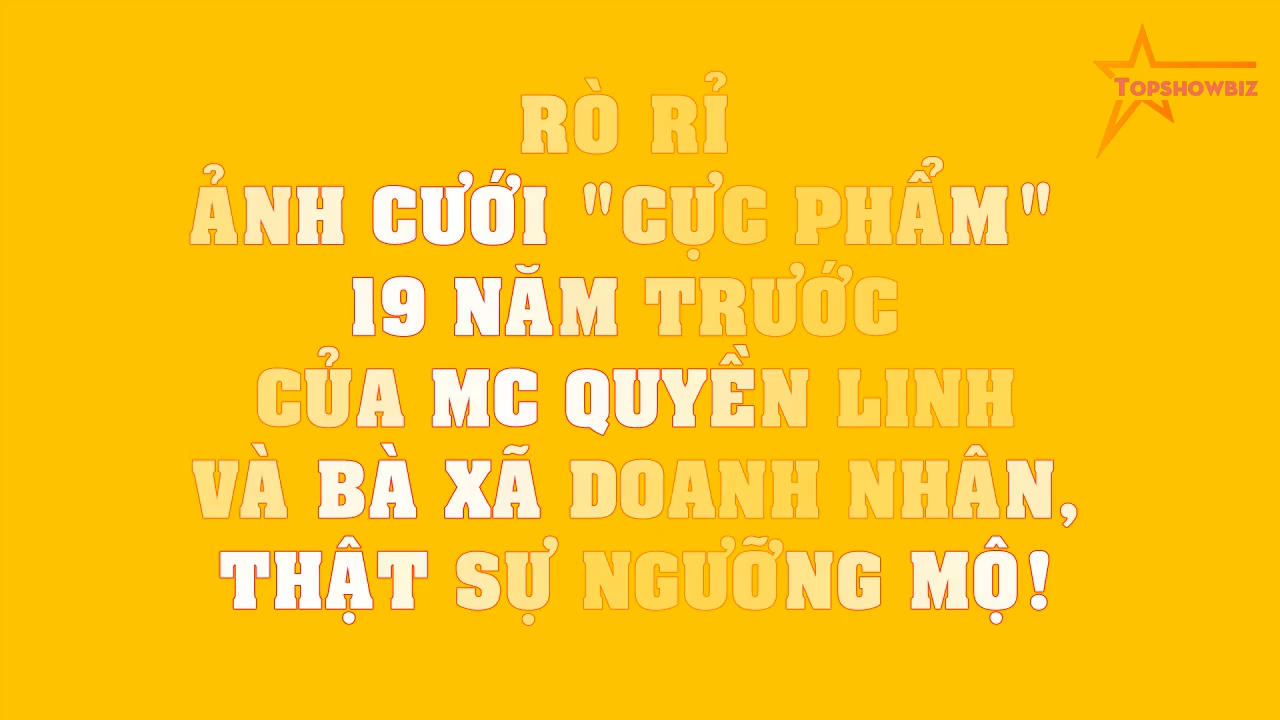 TOPSHOWBIZ
RÒ RỈ
ẢNH CƯỚI "CỰC PHẨM"
19 NĂM TRƯỚC
CỦA MC QUYỀN LINH
VÀ BÀ XÃ DOANH NHÂN,
THẬT SỰ NGƯỠNG MỘ!